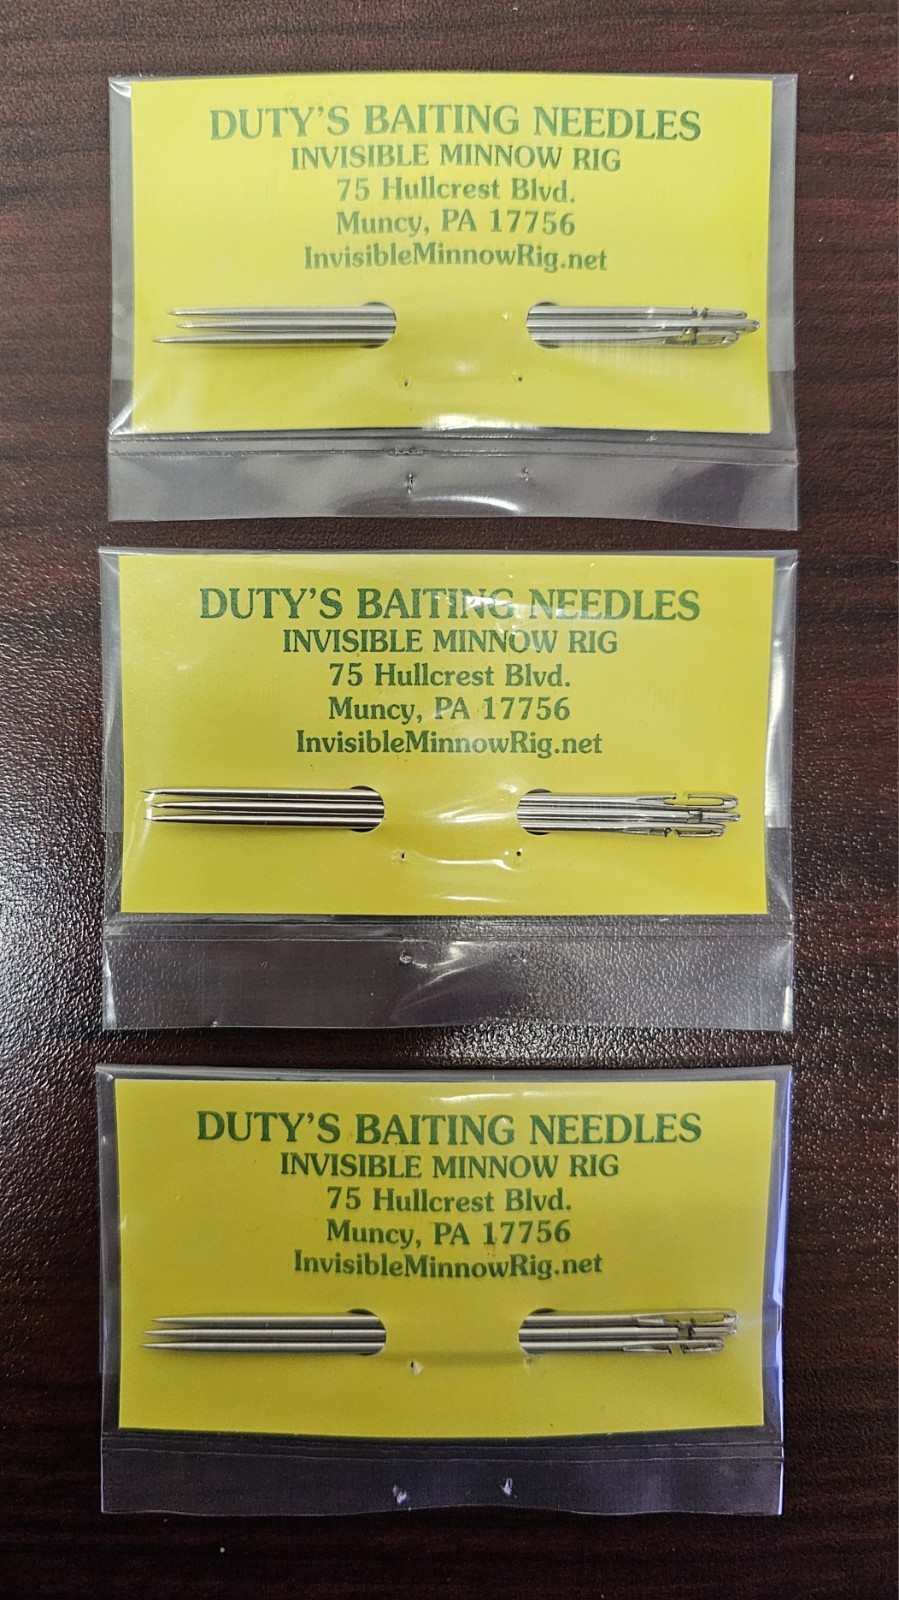 DUTY'S BAITING NEEDLES
INVISIBLE MINNOW RIG
75 Hullcrest Blvd.
Muncy, PA 17756
InvisibleMinnowRig.net
DUTY'S BAITING NEEDLES
INVISIBLE MINNOW RIG
75 Hullcrest Blvd.
Muncy, PA 17756
InvisibleMinnowRig.net
DUTY'S BAITING NEEDLES
INVISIBLE MINNOW RIG
75 Hullcrest Blvd.
Muncy, PA 17756
InvisibleMinnowRig.net